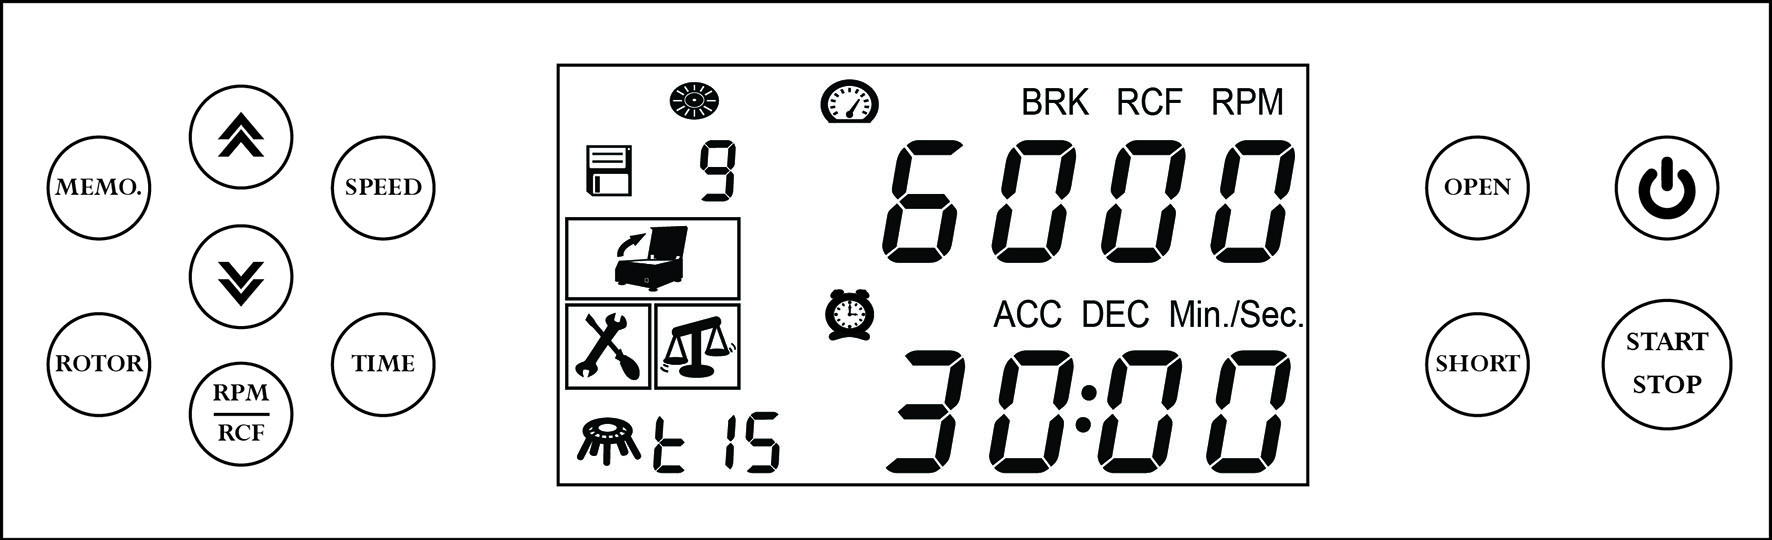 MEMO.
SPEED
ROTOR
TIME
RPM
RCF
BRK RCF RPM
9
6000
ACC DEC Min./Sec.
t 15
30:00
OPEN
SHORT
START
STOP